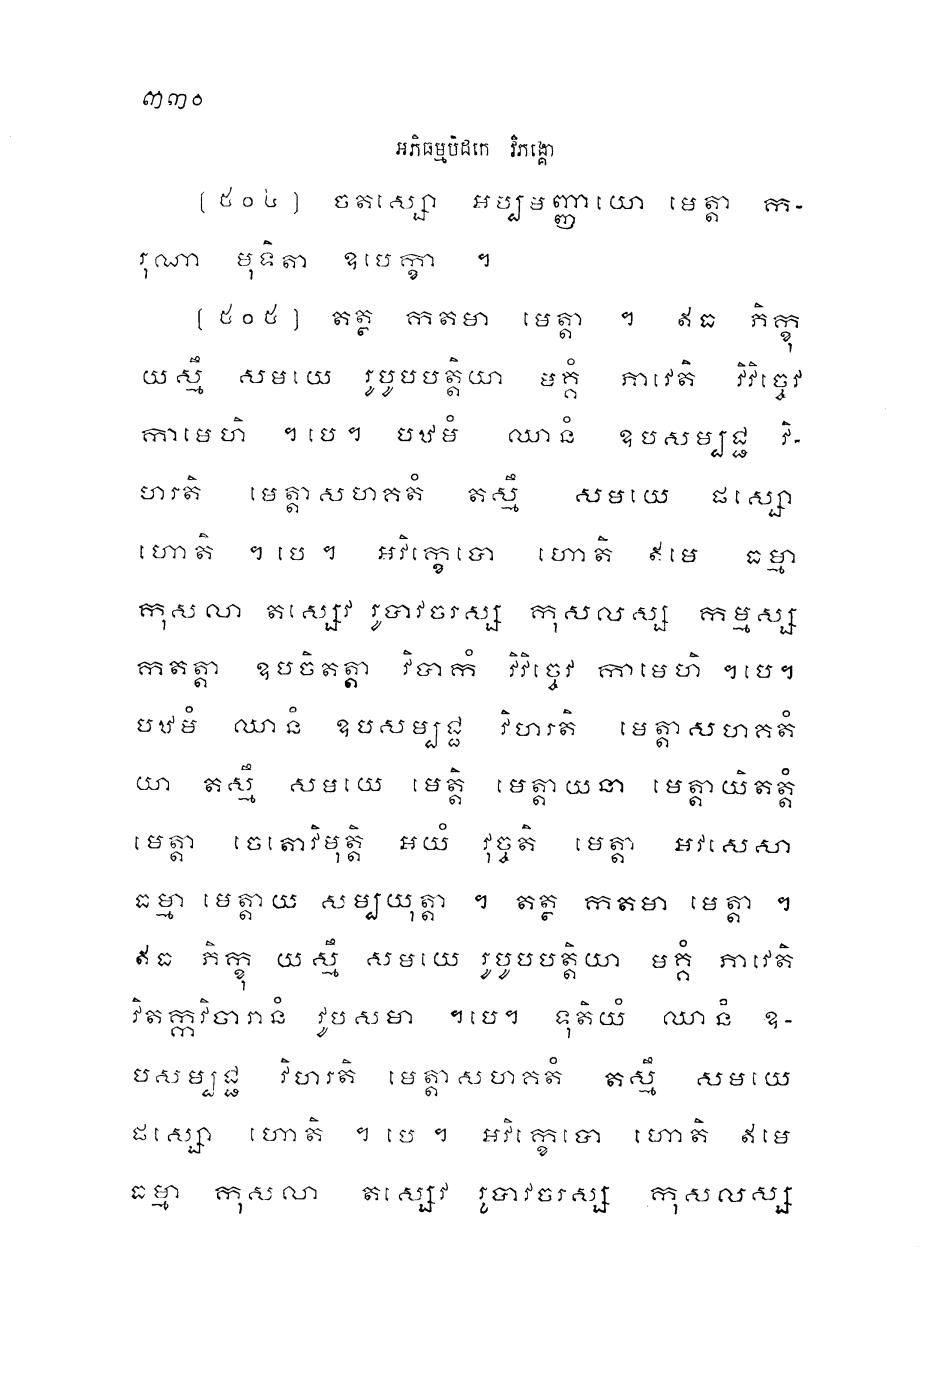 ៣៣០
អភិធម្មបិដកេ វិភង្គោ
(៥០៤) ចតស្សោ អប្បមញ្ញាយោ មេត្តា ក-
រុណា មុទិតា ឧបេក្ខា ។
(៥០៥) តត្ថ កតមា មេត្តា ។ ឥធ ភិក្ខុ
យស្មឹ សមយេ រូបូបបត្តិយា មគ្គំ ភាវេតិ វិវិច្ចេវ
កាមេហិ ។បេ។ បឋមំ ឈានំ ឧបសម្បជ្ជ វិ-
ហរតិ មេត្តាសហគតំ តស្មឹ សមយេ ផស្សោ
ហោតិ ។ បេ ។ អវិក្ខេបោ ហោតិ ឥមេ ធម្មា
កុសលា តស្សេវ រូបាវចរស្ស កុសលស្ស កម្មស្ស
កតត្តា ឧបចិតត្តា វិបាកំ វិវិច្ចេវ កាមេហិ ។បេ។
បឋមំ ឈានំ ឧបសម្បជ្ជ វិហរតិ មេត្តាសហគតំ
យា តស្មឹ សមយេ មេត្តិ មេត្តាយនា មេត្តាយិតត្តំ
មេត្តា ចេតោវិមុត្តិ អយំ វុច្ចតិ មេត្តា អវសេសា
ធម្មា មេត្តាយ សម្បយុត្តា ។ តត្ថ កតមា មេត្តា ។
ឥធ ភិក្ខុ យស្មឹ សមយេ រូបូបបត្តិយា មគ្គំ ភាវេតិ
វិតក្កវិចារានំ វូបសមា ។បេ។ ទុតិយំ ឈានំ ឧ-
បសម្បជ្ជ វិហរតិ មេត្តាសហគតំ តស្មឹ សមយេ
ផស្សោ ហោតិ ។ បេ ។ អវិក្ខេបោ ហោតិ ឥមេ
ធម្មា កុសលា តស្សេវ រូបាវចរស្ស កុសលស្ស